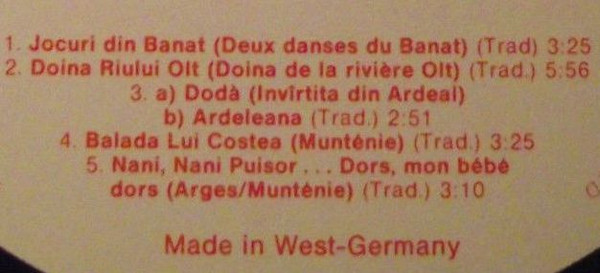 1. Jocuri din Banat (Deux danses du Banat) (Trad) 3:25
2. Doina Rîului Olt (Doina de la rivière Olt) (Trad.) 5:56
3. a) Dodà (Invîrtita din Ardeal)
b) Ardeleana (Trad.) 2:51
4. Balada Lui Costea (Munténie) (Trad.) 3:25
5. Nani, Nani Puisor ... Dors, mon bébé
dors (Arges/Munténie) (Trad.) 3:10
Made in West-Germany